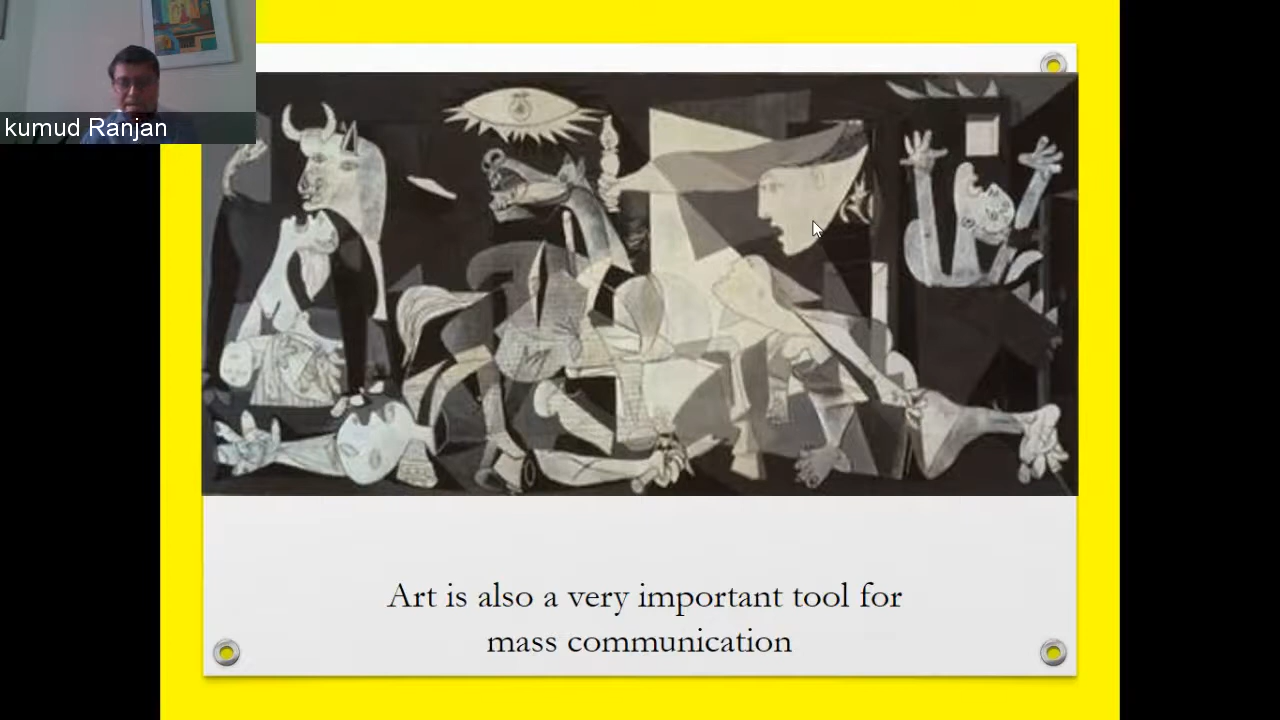 kumud Ranjan
Art is also a very important tool for
mass communication